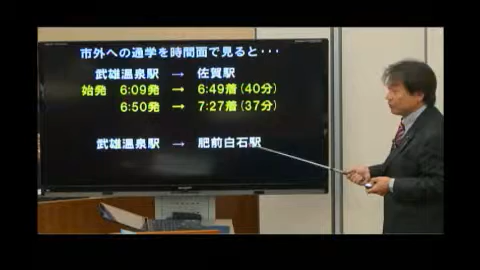 市外への通学を時間面で見ると・・・
武雄温泉駅 → 佐賀駅
始発 6:09発 → 6:49着(40分)
6:50発 → 7:27着(37分)
武雄温泉駅 → 肥前白石駅